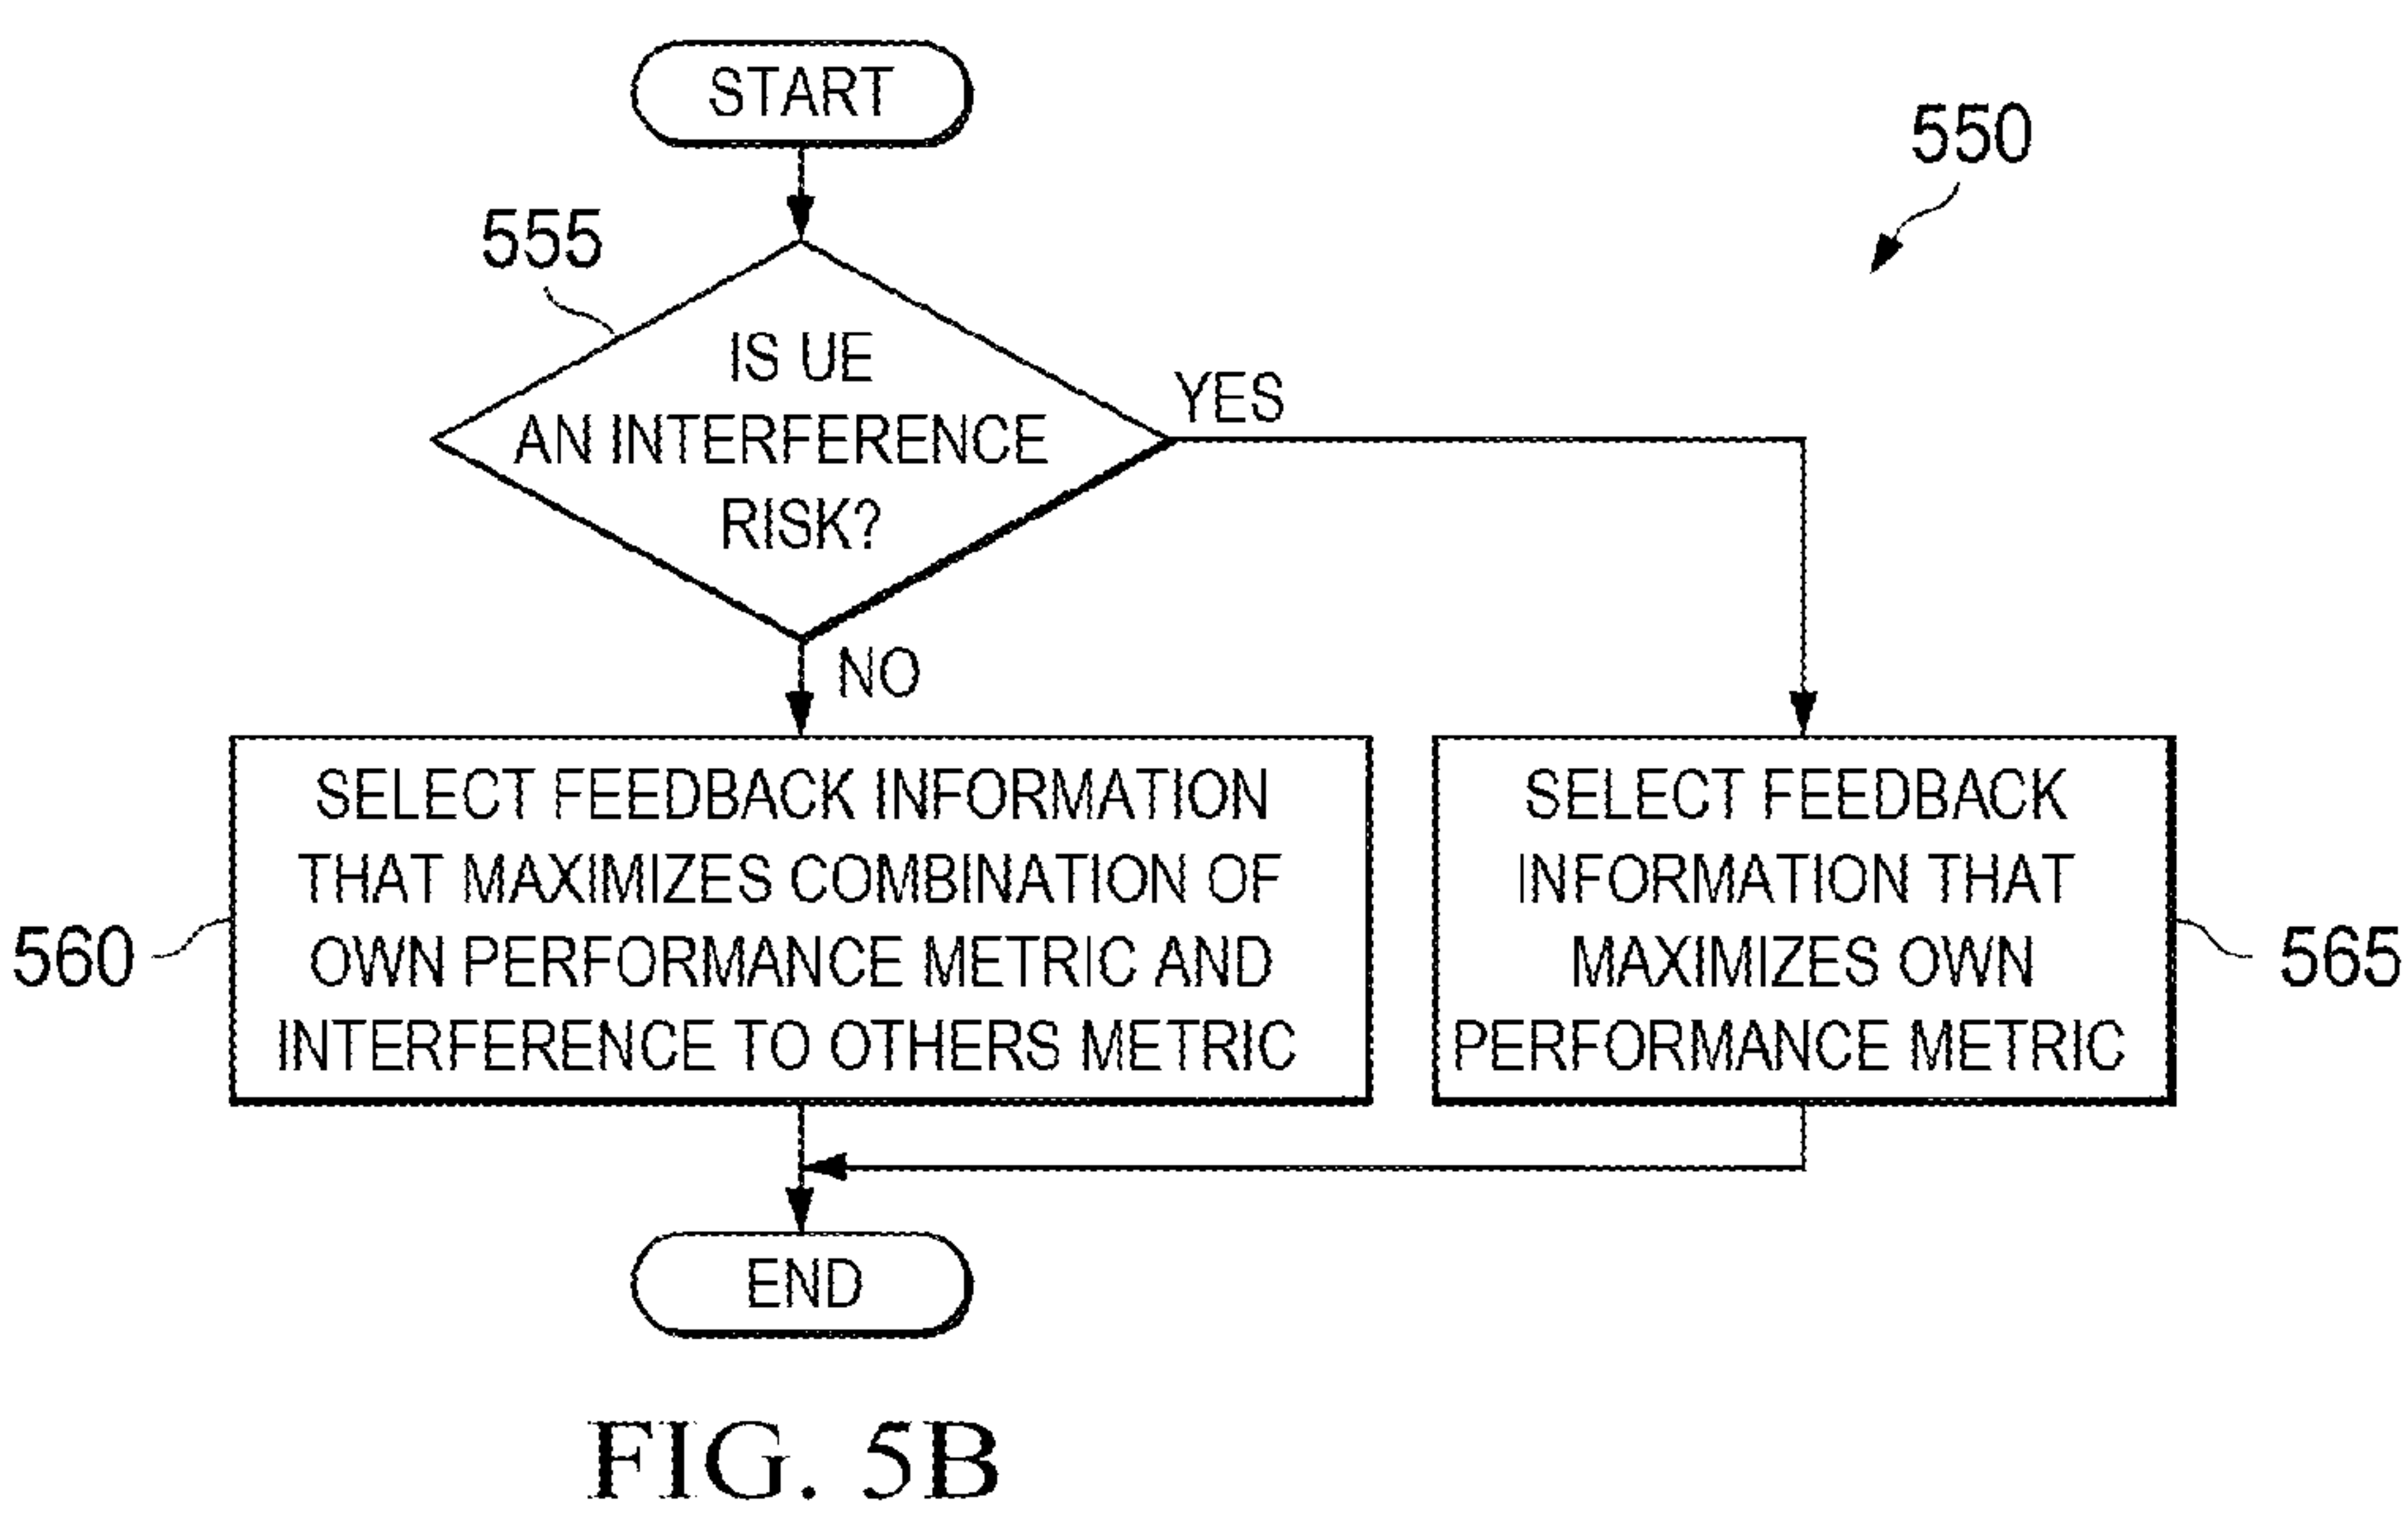 START
550
555
IS UE
AN INTERFERENCE
RISK?
YES
NO
SELECT FEEDBACK INFORMATION
THAT MAXIMIZES COMBINATION OF
OWN PERFORMANCE METRIC AND
INTERFERENCE TO OTHERS METRIC
560
SELECT FEEDBACK
INFORMATION THAT
MAXIMIZES OWN
PERFORMANCE METRIC
565
END
FIG. 5B